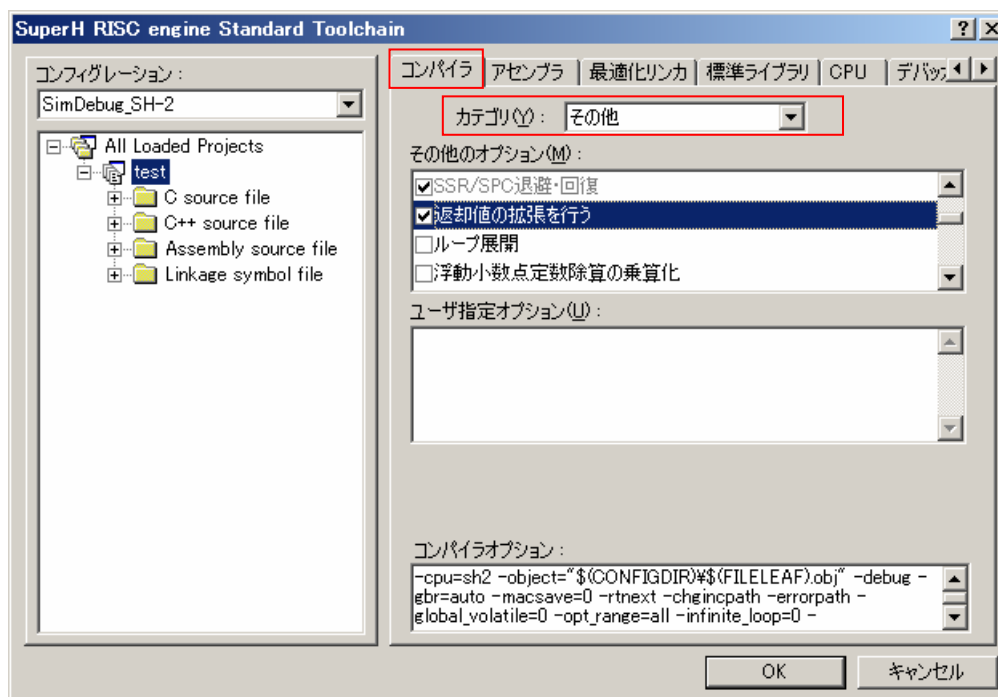 SuperH RISC engine Standard Toolchain
コンフィグレーション :
SimDebug_SH-2
All Loaded Projects
test
C source file
C++ source file
Assembly source file
Linkage symbol file
コンパイラ アセンブラ 最適化リンカ 標準ライブラリ CPU デバッ
カテゴリ(Y) : その他
その他のオプション(M) :
SSR/SPC退避・回復
返却値の拡張を行う
ループ展開
浮動小数点定数除算の乗算化
ユーザ指定オプション(U) :
コンパイラオプション :
-cpu=sh2 -object="$(CONFIGDIR)¥$(FILELEAF).obj" -debug -
gbr=auto -macsave=0 -rtnext -chgincpath -errorpath -
global_volatile=0 -opt_range=all -infinite_loop=0 -
OK キャンセル